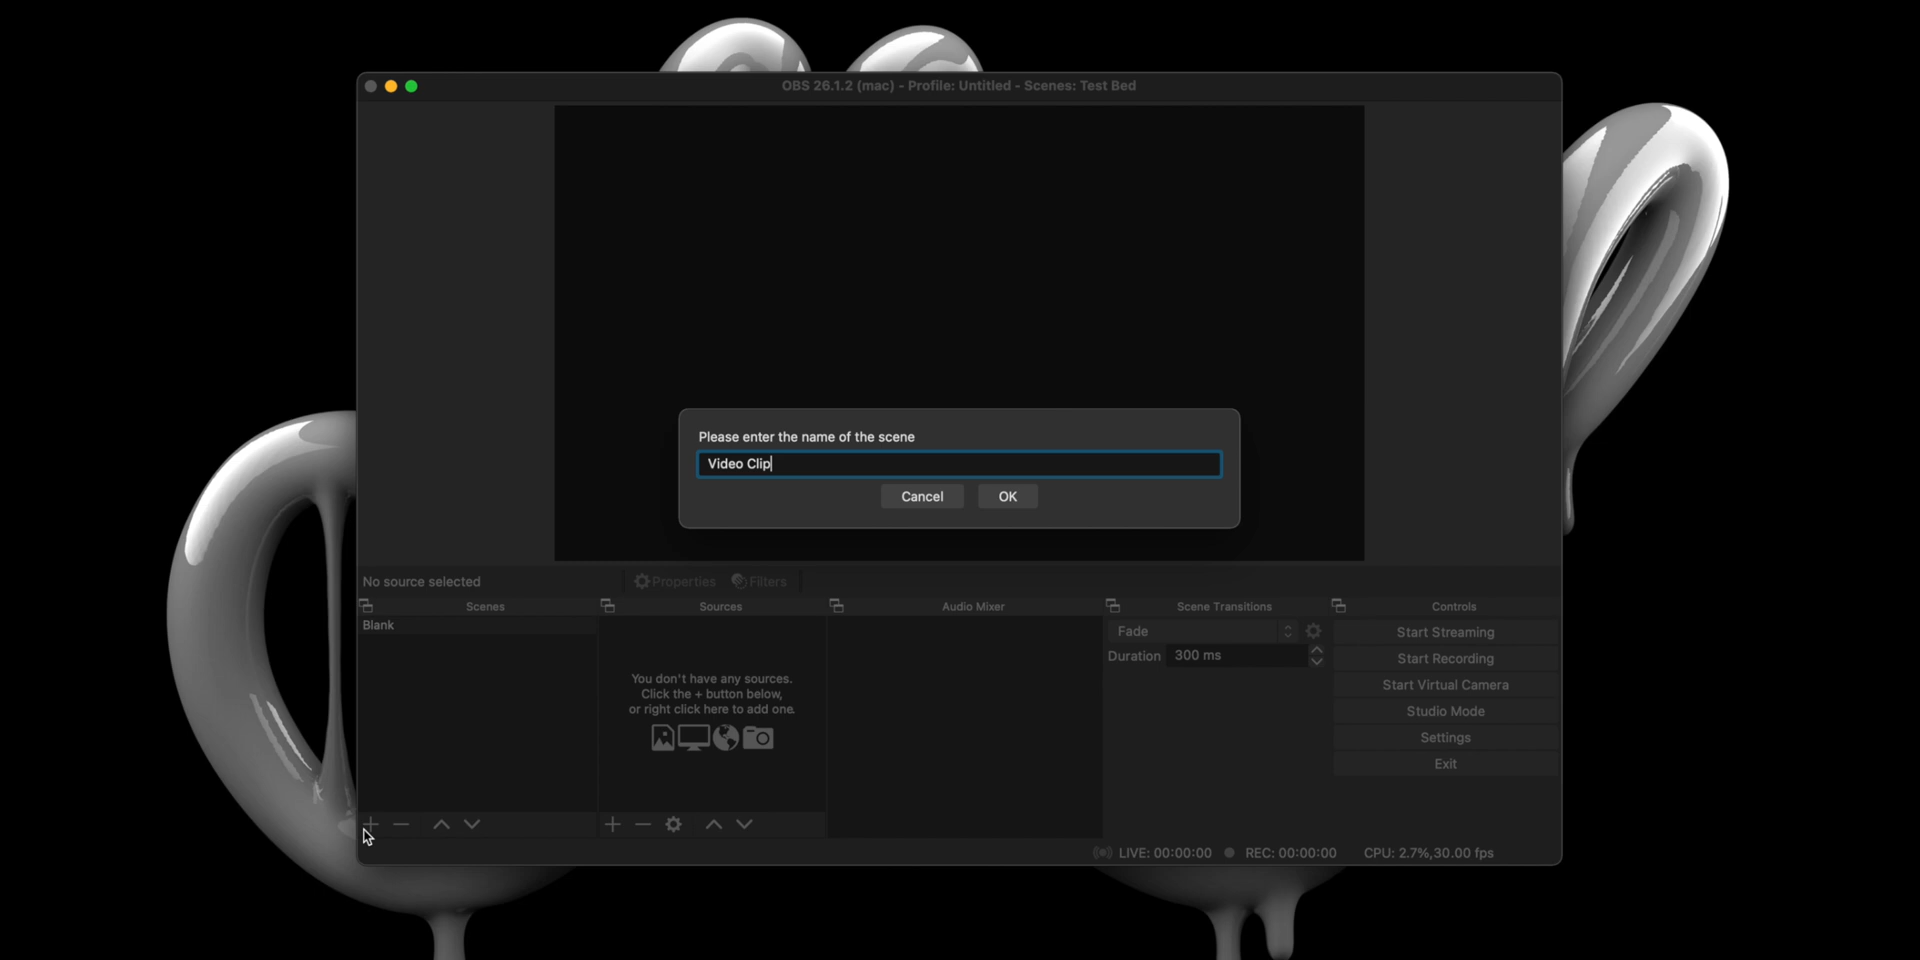 OBS 26.1.2 (mac) - Profile: Untitled - Scenes: Test Bed
Please enter the name of the scene
Video Clip
Cancel
OK
No source selected
Properties
Filters
Scenes
Sources
Audio Mixer
Scene Transitions
Controls
Blank
You don't have any sources.
Click the + button below,
or right click here to add one.
Fade
Duration 300 ms
Start Streaming
Start Recording
Start Virtual Camera
Studio Mode
Settings
Exit
LIVE: 00:00:00
REC: 00:00:00
CPU: 2.7%,30.00 fps